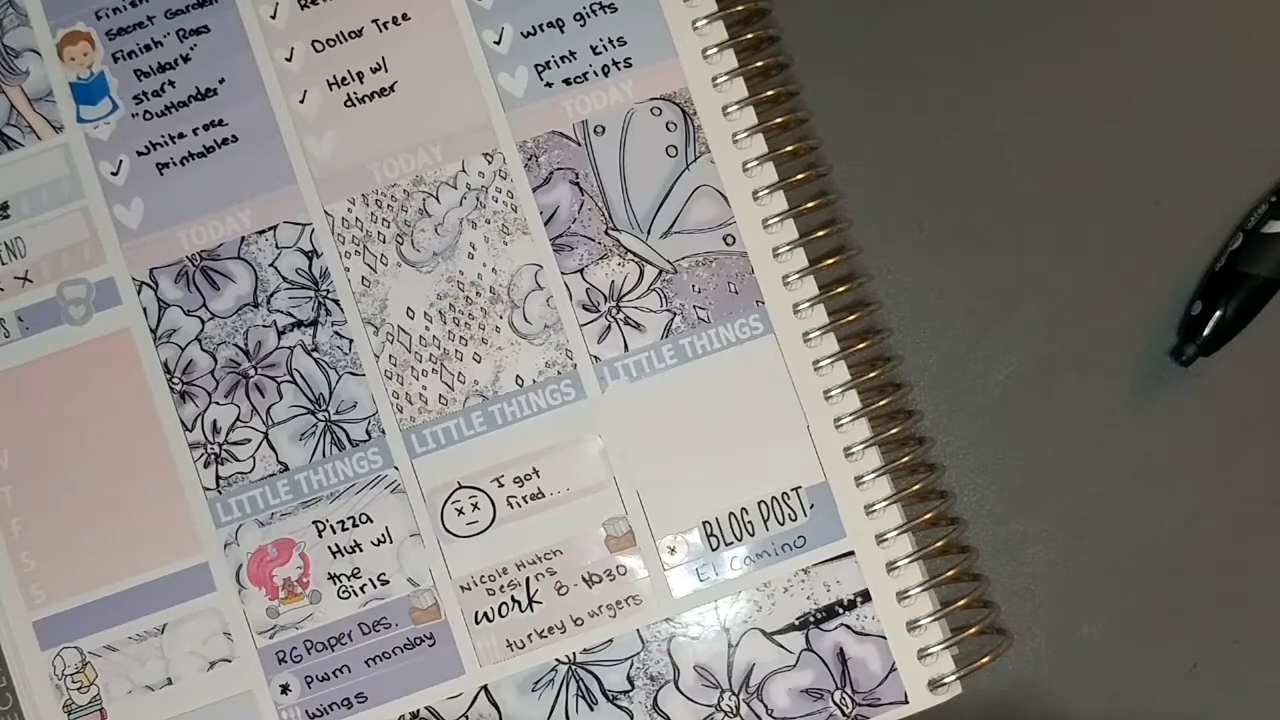 Finish
Secret Garden
Finish "Ross
Poldark"
start
"Outlander"
✓ white rose
printables
TODAY
LITTLE THINGS
Pizza
Hut w/
the
Girls
RG Paper Des.
* pwm monday
wings
✓ Dollar Tree
✓ Help w/
dinner
TODAY
LITTLE THINGS
I got
fired...
Nicole Hutch
Designs
work 8-1030
turkey burgers
✓ wrap gifts
print kits
+ scripts
TODAY
LITTLE THINGS
BLOG POST
El Camino
V
T
F
S
S